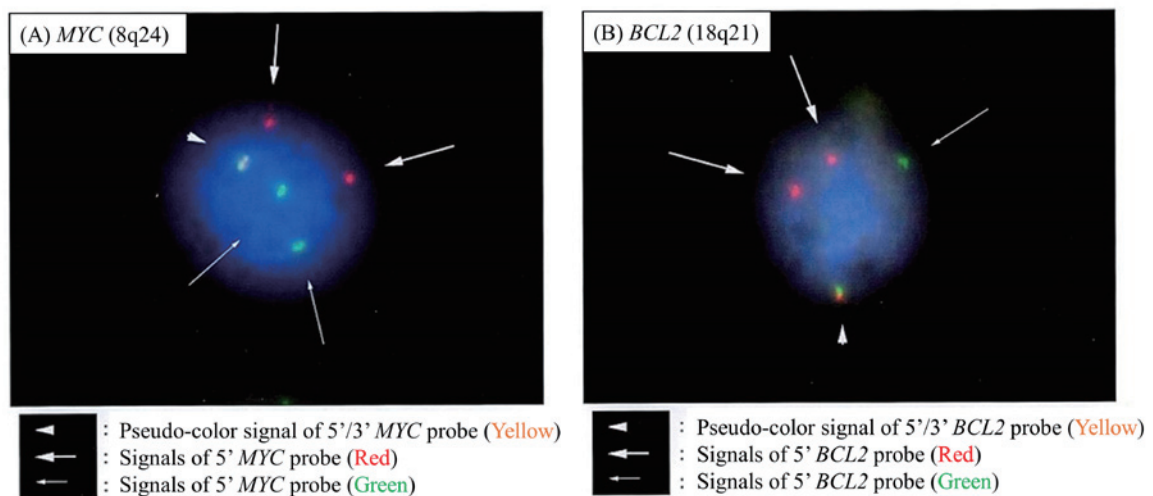 (A) MYC (8q24)
(B) BCL2 (18q21)
: Pseudo-color signal of 5’/3’ MYC probe (Yellow)
: Signals of 5’ MYC probe (Red)
: Signals of 5’ MYC probe (Green)
: Pseudo-color signal of 5’/3’ BCL2 probe (Yellow)
: Signals of 5’ BCL2 probe (Red)
: Signals of 5’ BCL2 probe (Green)